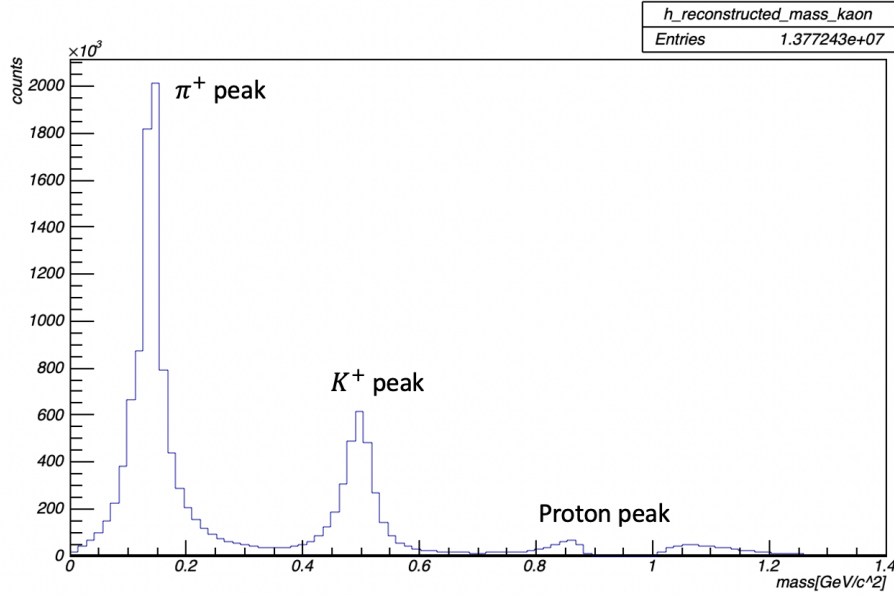 h_reconstructed_mass_kaon
Entries 1.377243e+07
×10³
counts
2000
1800
1600
1400
1200
1000
800
600
400
200
0
π⁺ peak
K⁺ peak
Proton peak
0 0.2 0.4 0.6 0.8 1 1.2 1.4
mass[GeV/c^2]